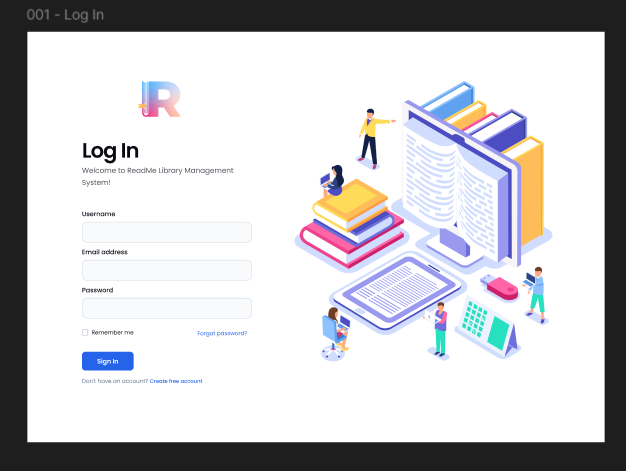 001 - Log In
R
Log In
Welcome to ReadMe Library Management
System!
Username
Email address
Password
Remember me
Forgot password?
Sign In
Don't have an account? Create free account